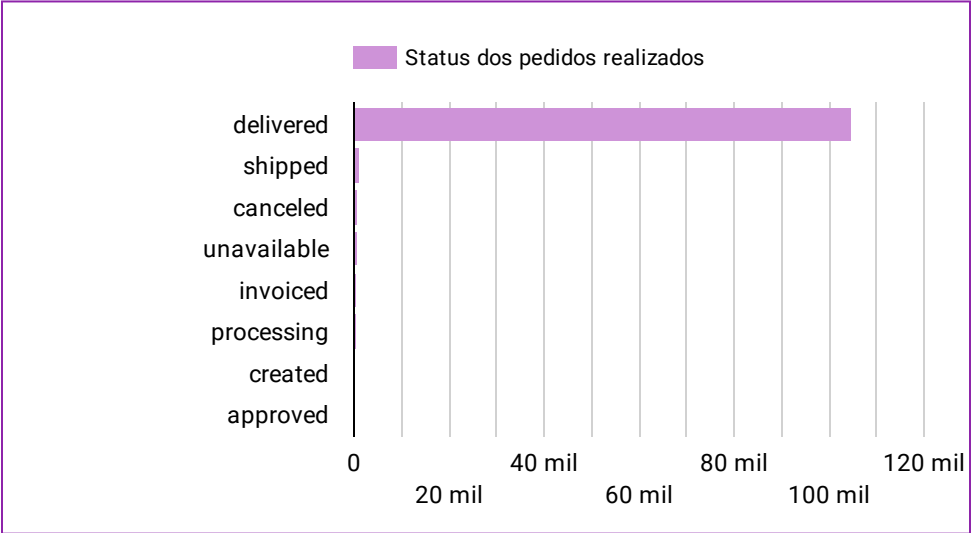 Status dos pedidos realizados
delivered
shipped
canceled
unavailable
invoiced
processing
created
approved
0
40 mil
80 mil
120 mil
20 mil
60 mil
100 mil